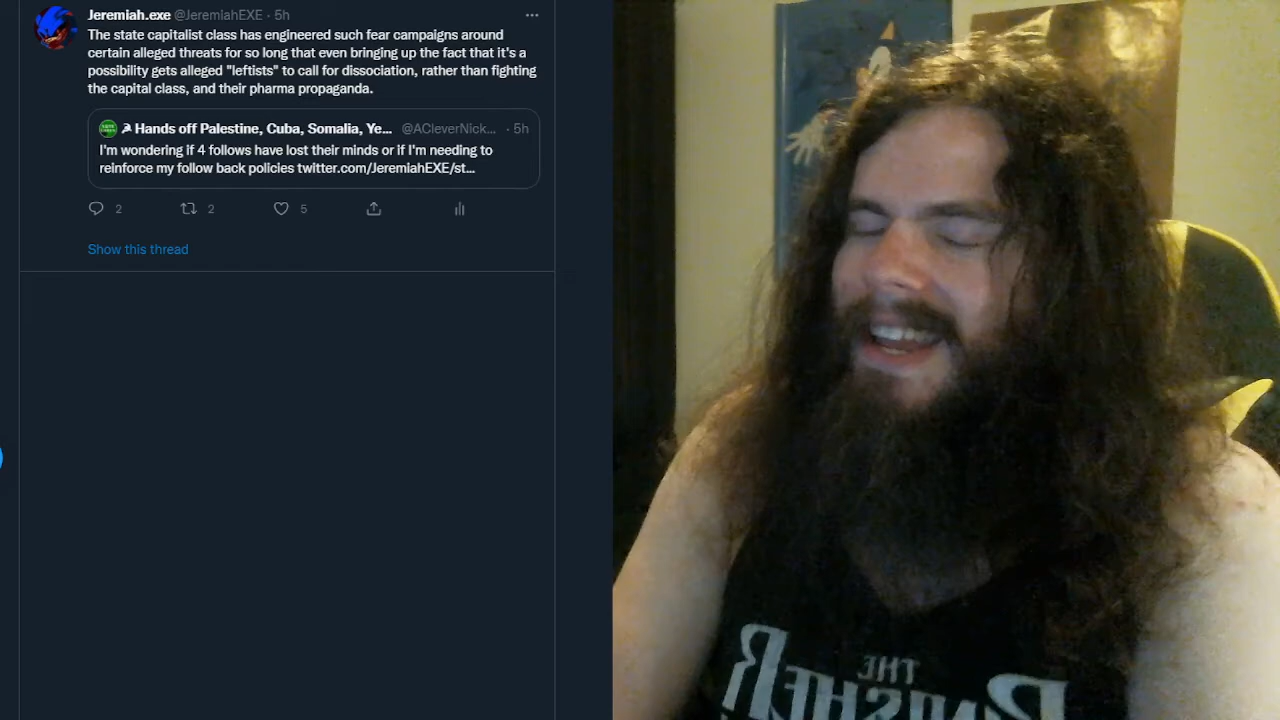 Jeremiah.exe @JeremiahEXE · 5h
The state capitalist class has engineered such fear campaigns around
certain alleged threats for so long that even bringing up the fact that it's a
possibility gets alleged "leftists" to call for dissociation, rather than fighting
the capital class, and their pharma propaganda.
☭ Hands off Palestine, Cuba, Somalia, Ye... @ACleverNick... · 5h
I'm wondering if 4 follows have lost their minds or if I'm needing to
reinforce my follow back policies twitter.com/JeremiahEXE/st...
2 2 5
Show this thread
THE
PUNISHER